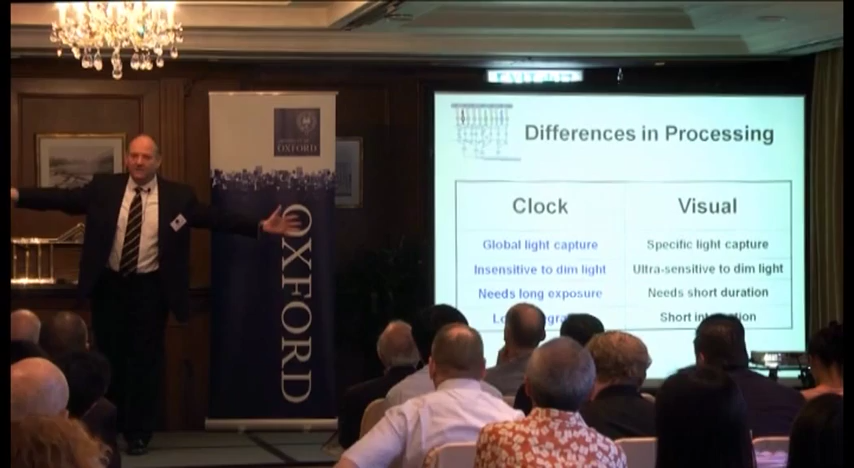 OXFORD
OXFORD
Differences in Processing
Clock
Visual
Global light capture
Specific light capture
Insensitive to dim light
Ultra-sensitive to dim light
Needs long exposure
Needs short duration
Short